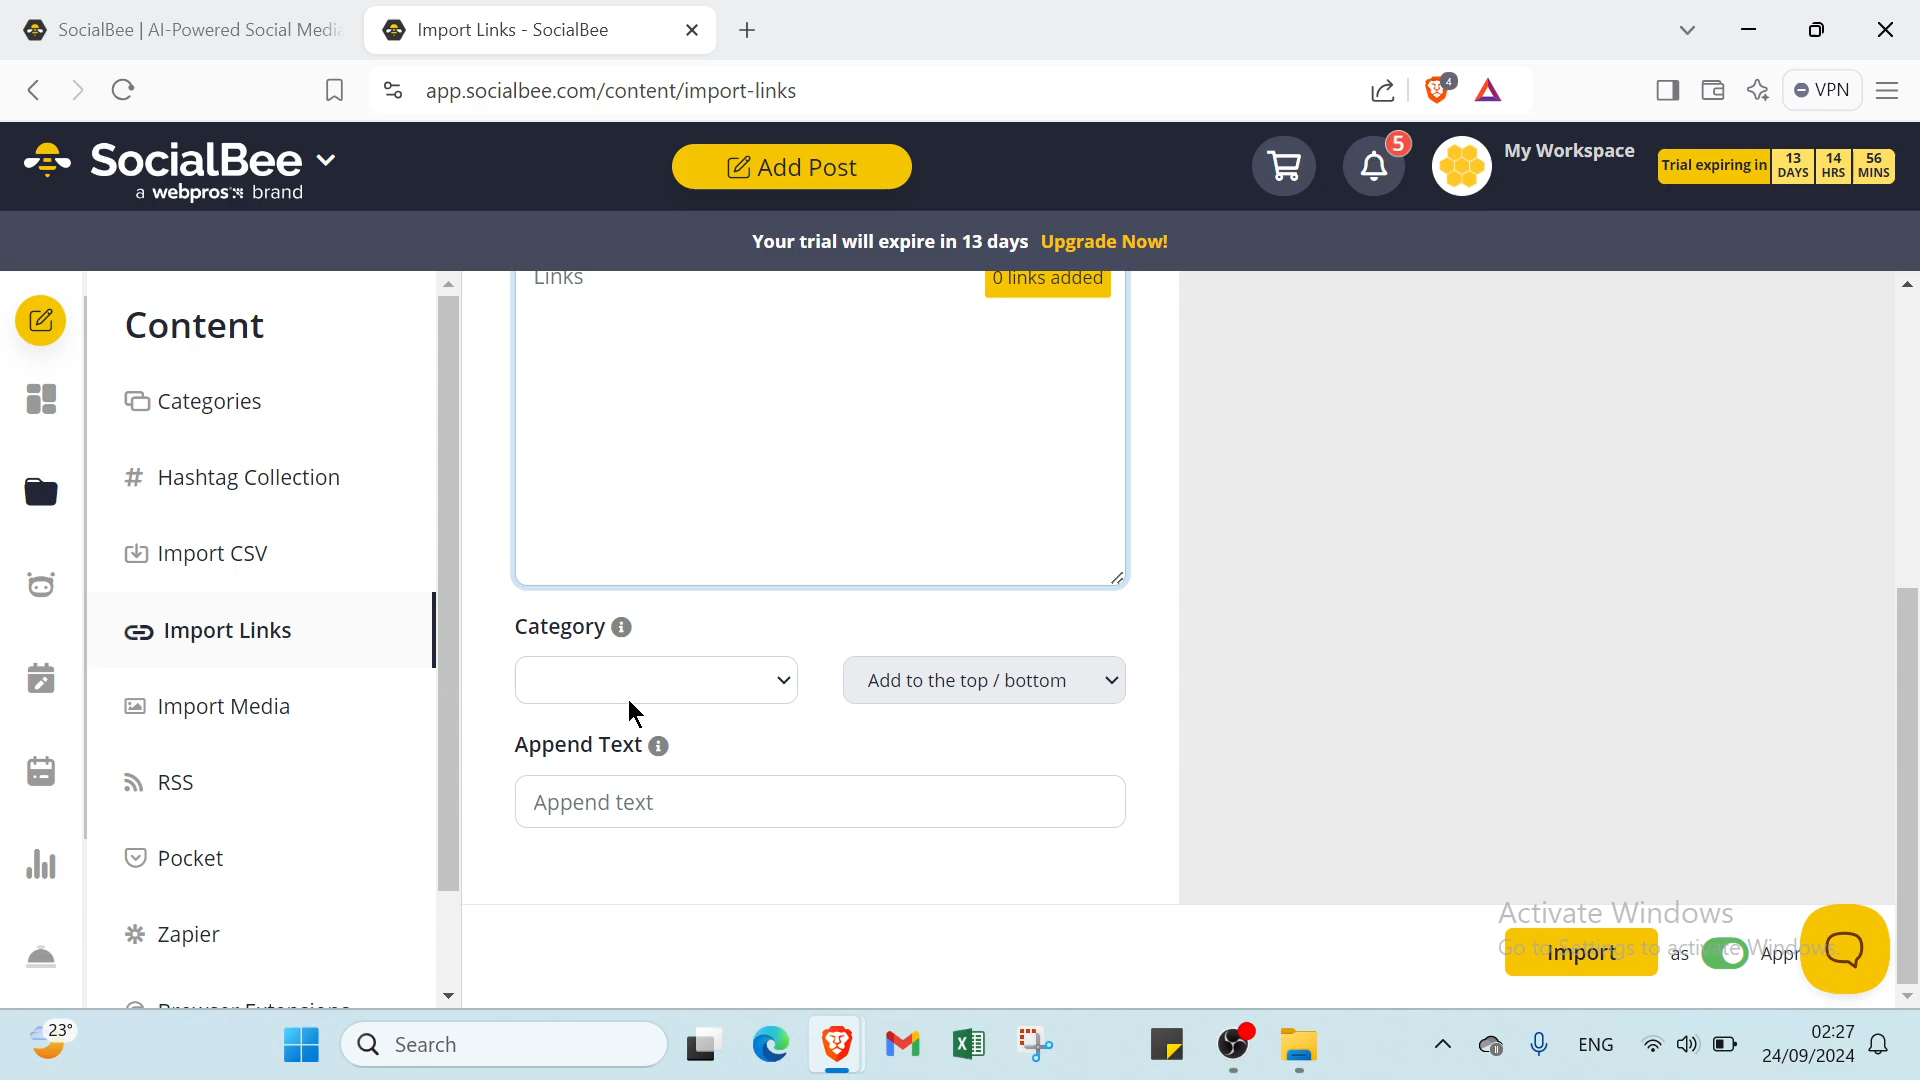 SocialBee | AI-Powered Social Media
Import Links - SocialBee
app.socialbee.com/content/import-links
4
VPN
SocialBee
a webpros brand
Add Post
5
My Workspace
Trial expiring in
13 DAYS
14 HRS
56 MINS
Your trial will expire in 13 days Upgrade Now!
Content
Categories
# Hashtag Collection
Import CSV
Import Links
Import Media
RSS
Pocket
Zapier
Browser Extensions
Links
0 links added
Category
Add to the top / bottom
Append Text
Append text
Activate Windows
Go to Settings to activate Windows.
Import
as
Appr
23°
Search
ENG
02:27
24/09/2024